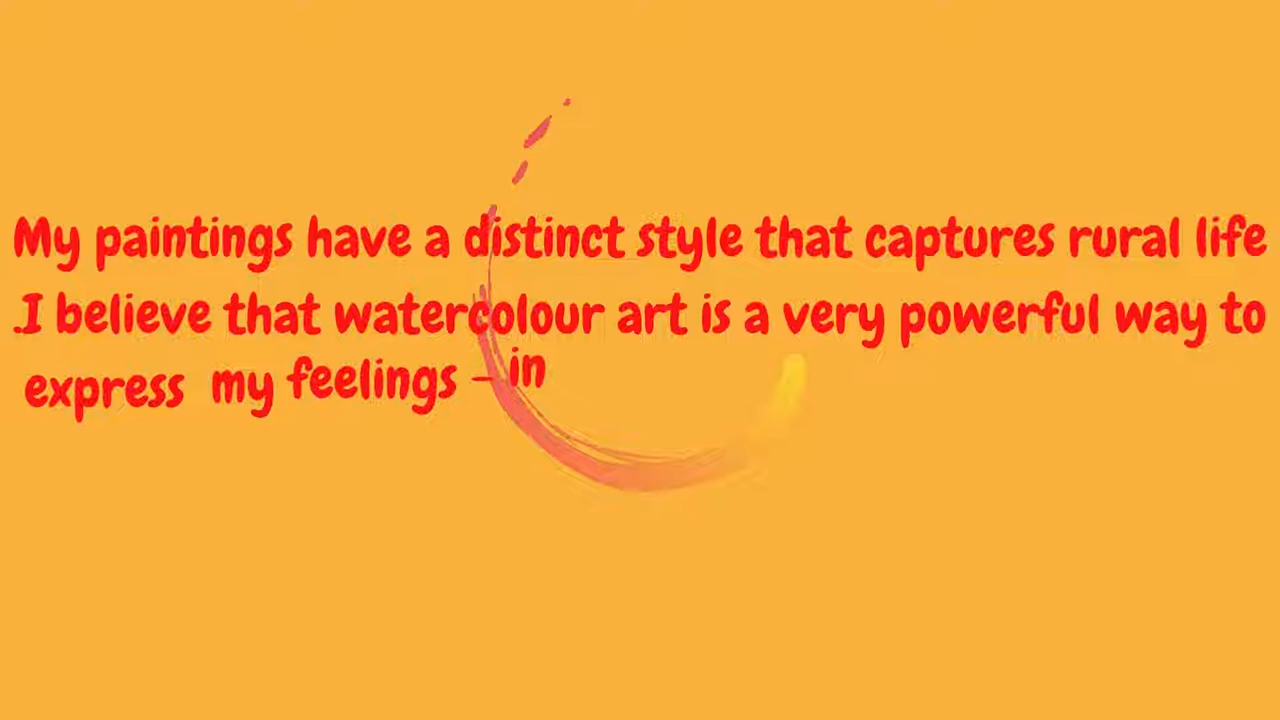 My paintings have a distinct style that captures rural life
.I believe that watercolour art is a very powerful way to
express my feelings - in